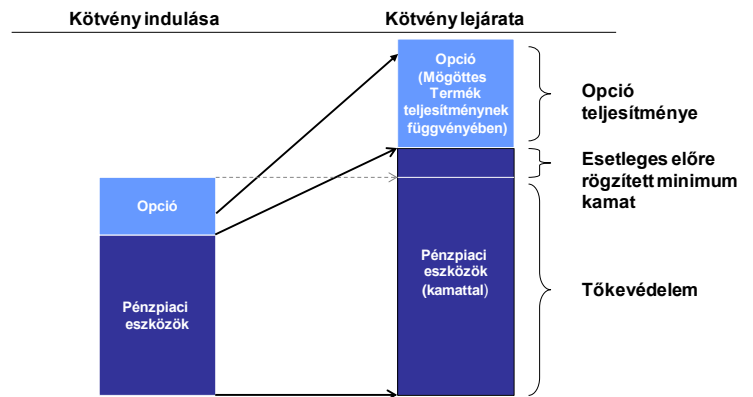 Kötvény indulása
Kötvény lejárata
Opció
(Mögöttes
Termék
teljesítménynek
függvényében)
Opció
teljesítménye
Esetleges előre
rögzített minimum
kamat
Opció
Pénzpiaci
eszközök
Pénzpiaci
eszközök
(kamattal)
Tőkevédelem